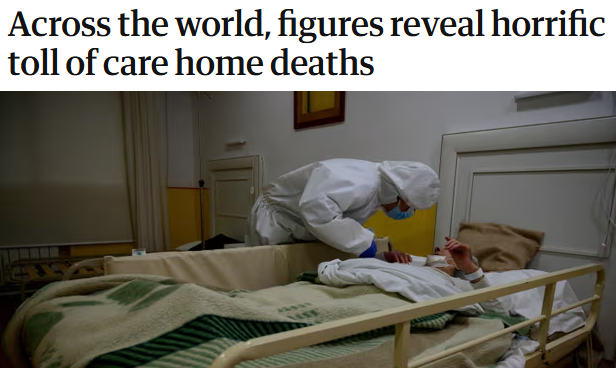 Across the world, figures reveal horrific
toll of care home deaths